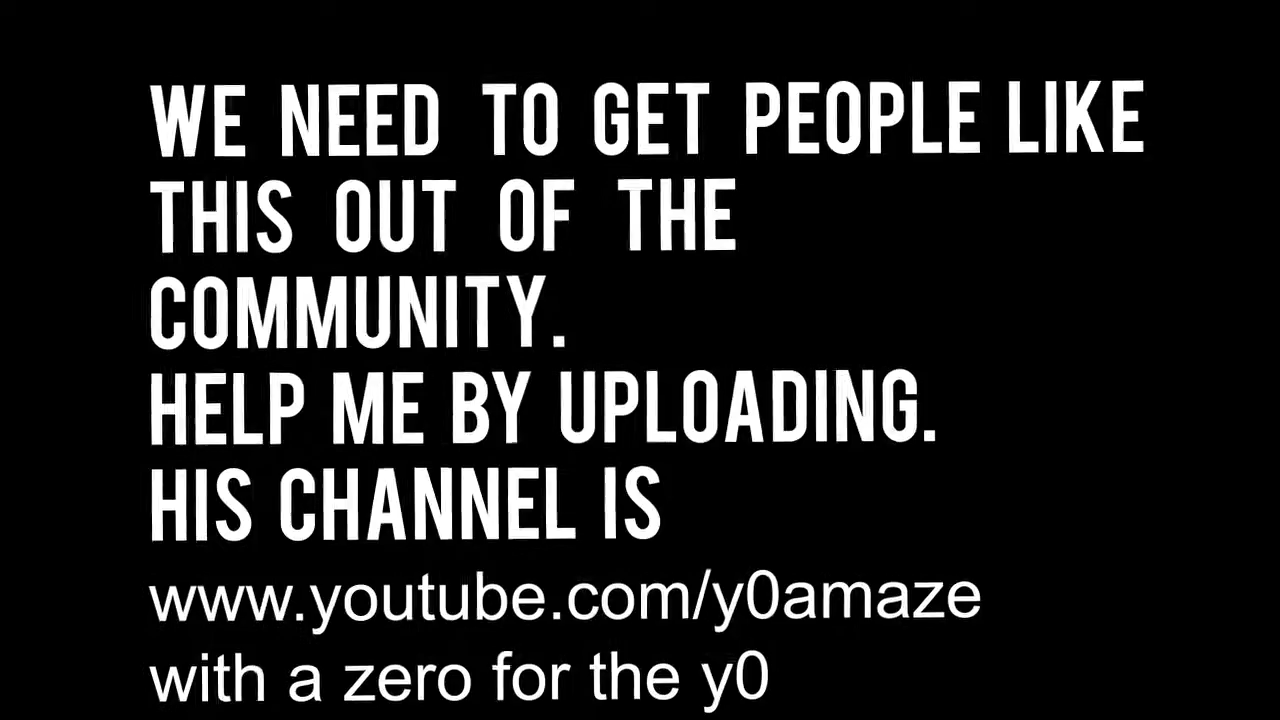 WE NEED TO GET PEOPLE LIKE
THIS OUT OF THE
COMMUNITY.
HELP ME BY UPLOADING.
HIS CHANNEL IS
www.youtube.com/y0amaze
with a zero for the y0